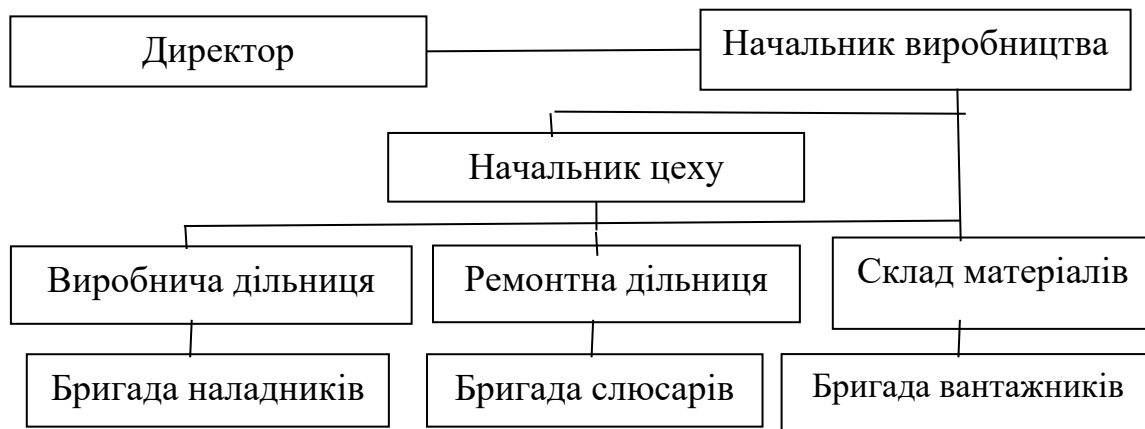 Директор
Начальник виробництва
Начальник цеху
Виробнича дільниця
Ремонтна дільниця
Склад матеріалів
Бригада наладників
Бригада слюсарів
Бригада вантажників